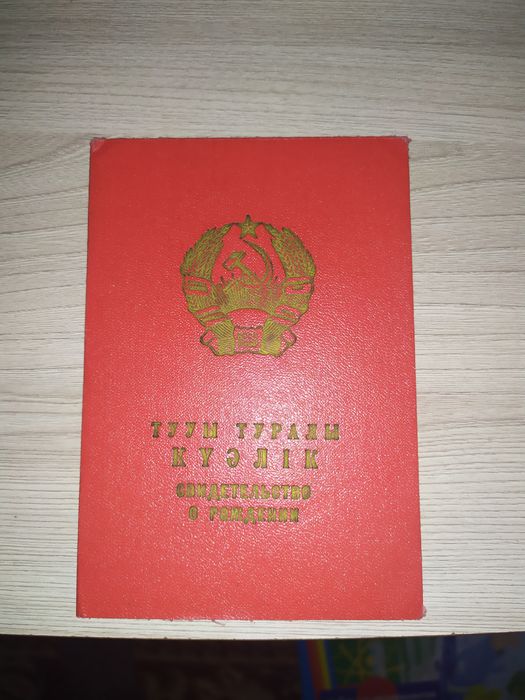 ТУУЫ ТУРАЛЫ
КУӘЛІК
СВИДЕТЕЛЬСТВО
О РОЖДЕНИИ